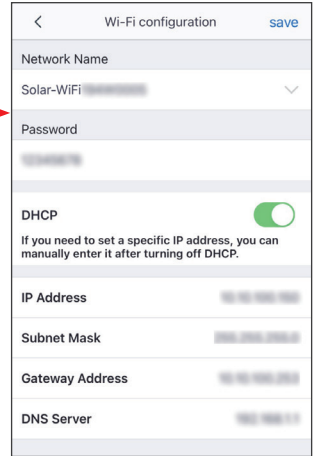 Wi-Fi configuration save
Network Name
Solar-WiFi
Password
DHCP
If you need to set a specific IP address, you can
manually enter it after turning off DHCP.
IP Address
Subnet Mask
Gateway Address
DNS Server